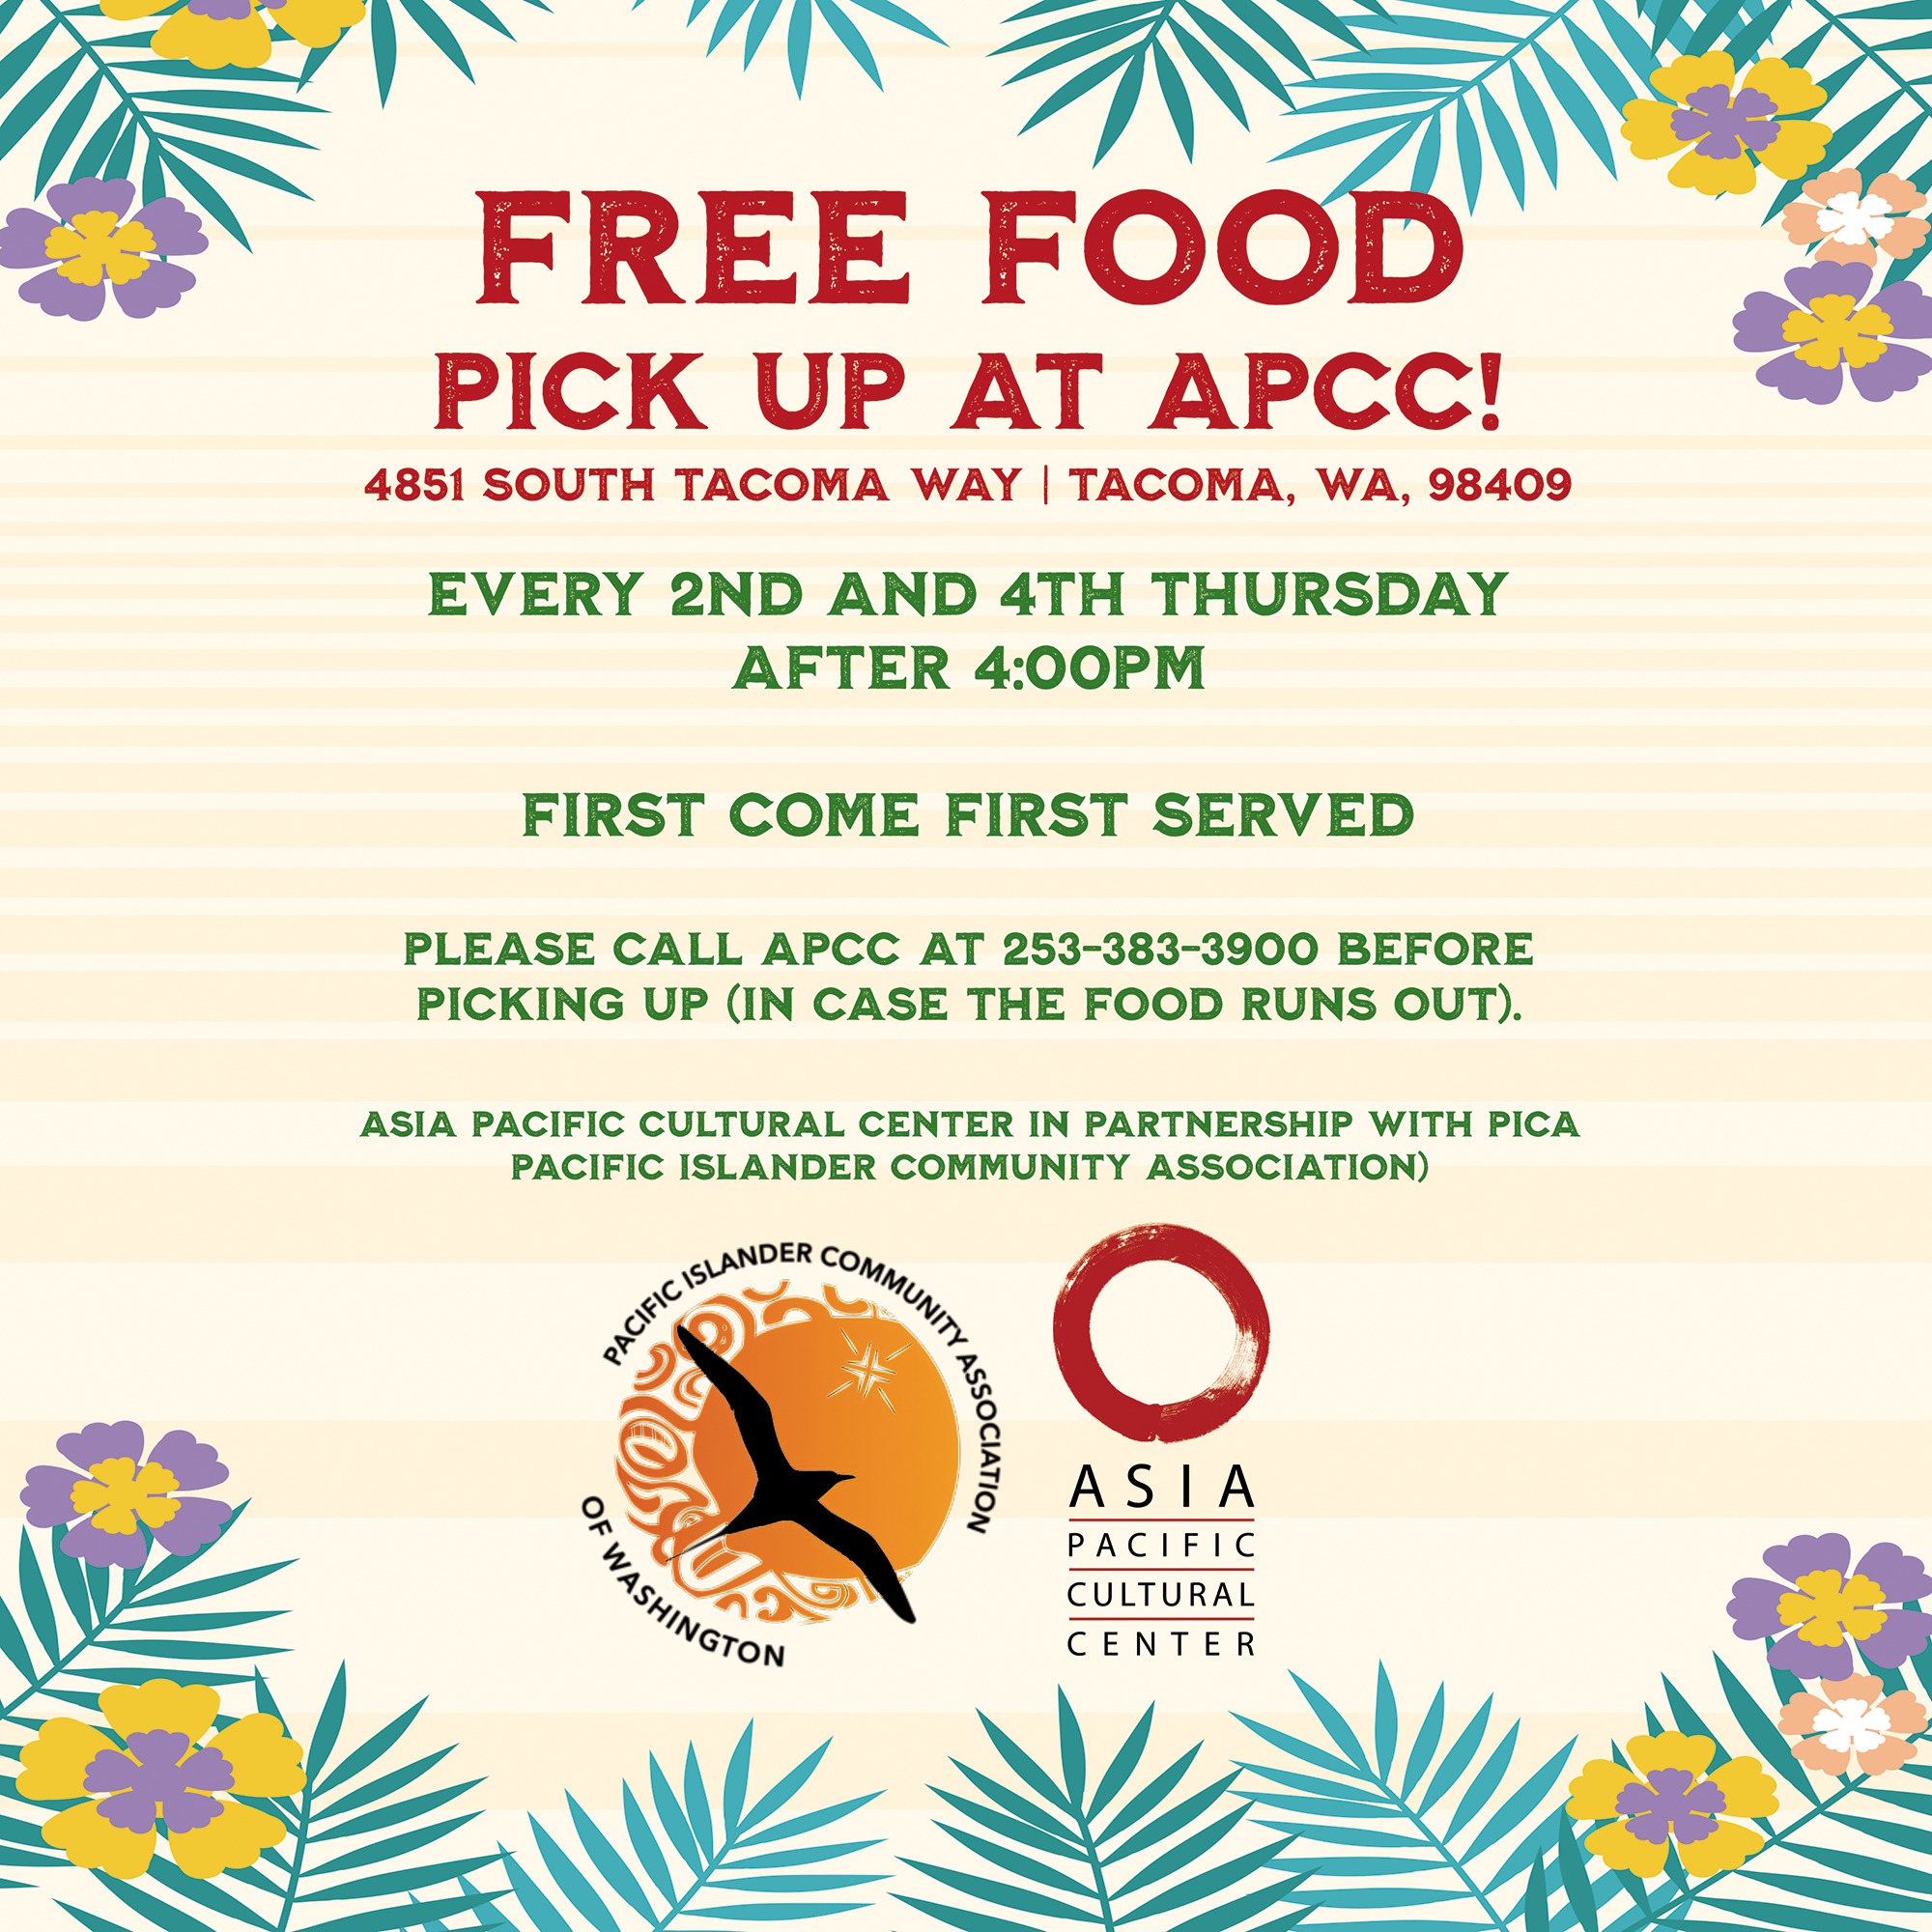 FREE FOOD
PICK UP AT APCC!
4851 SOUTH TACOMA WAY | TACOMA, WA, 98409
EVERY 2ND AND 4TH THURSDAY
AFTER 4:00PM
FIRST COME FIRST SERVED
PLEASE CALL APCC AT 253-383-3900 BEFORE
PICKING UP (IN CASE THE FOOD RUNS OUT).
ASIA PACIFIC CULTURAL CENTER IN PARTNERSHIP WITH PICA
PACIFIC ISLANDER COMMUNITY ASSOCIATION)
PACIFIC ISLANDER COMMUNITY ASSOCIATION
OF WASHINGTON
ASIA
PACIFIC
CULTURAL
CENTER